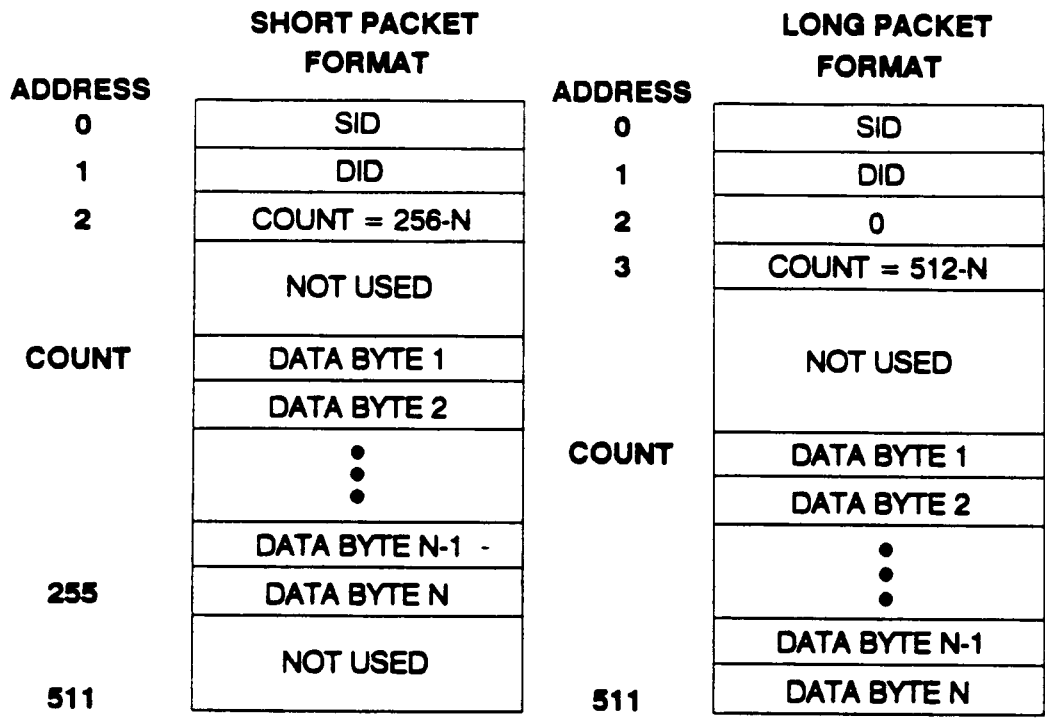 SHORT PACKET
FORMAT
ADDRESS
0 SID
1 DID
2 COUNT = 256-N
NOT USED
COUNT DATA BYTE 1
DATA BYTE 2
DATA BYTE N-1 -
255 DATA BYTE N
NOT USED
511
LONG PACKET
FORMAT
ADDRESS
0 SID
1 DID
2 0
3 COUNT = 512-N
NOT USED
COUNT DATA BYTE 1
DATA BYTE 2
DATA BYTE N-1
511 DATA BYTE N